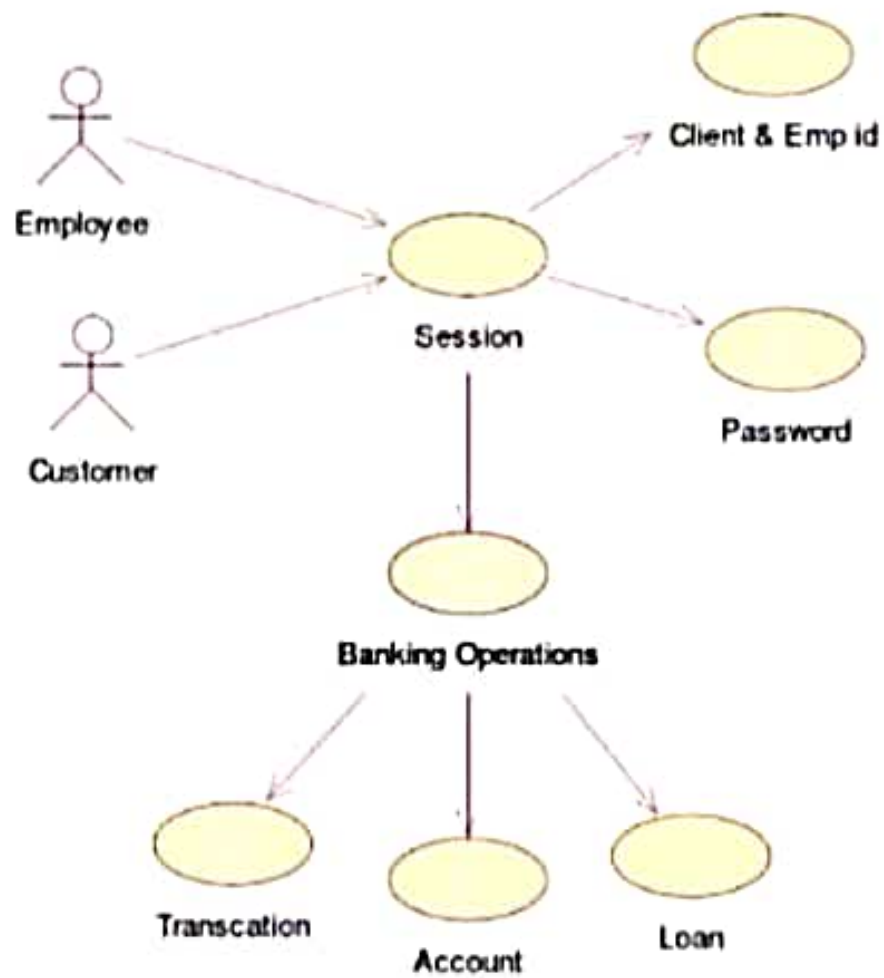 Client & Emp id
Employee
Session
Password
Customer
Banking Operations
Transcation
Account
Loan